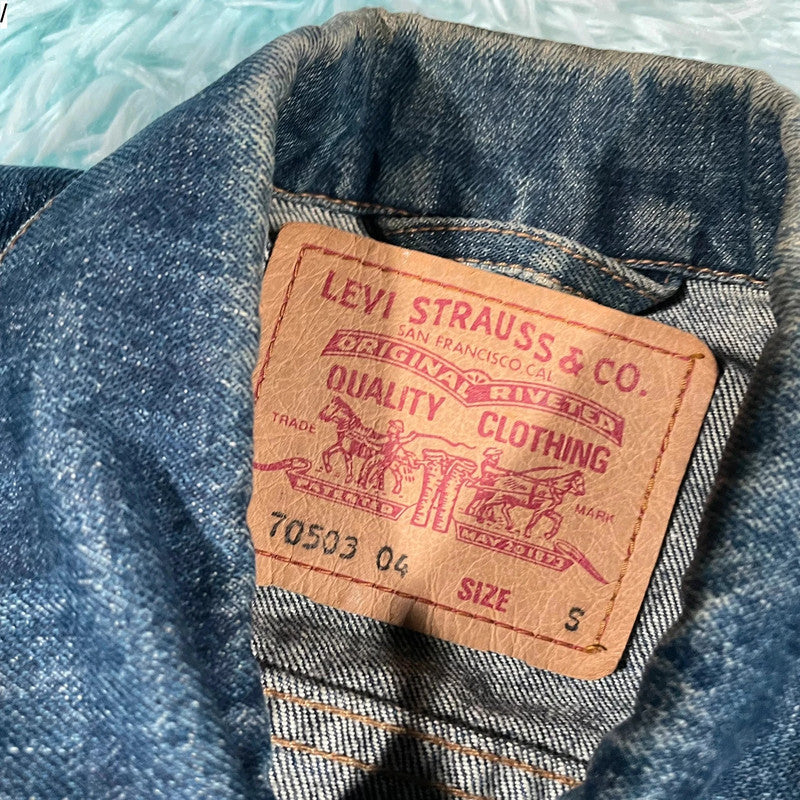 /
LEVI STRAUSS & CO.
SAN FRANCISCO CAL
ORIGINAL RIVETED
QUALITY CLOTHING
TRADE MARK
PATENTED MAY 20 1873
70503 04
SIZE S